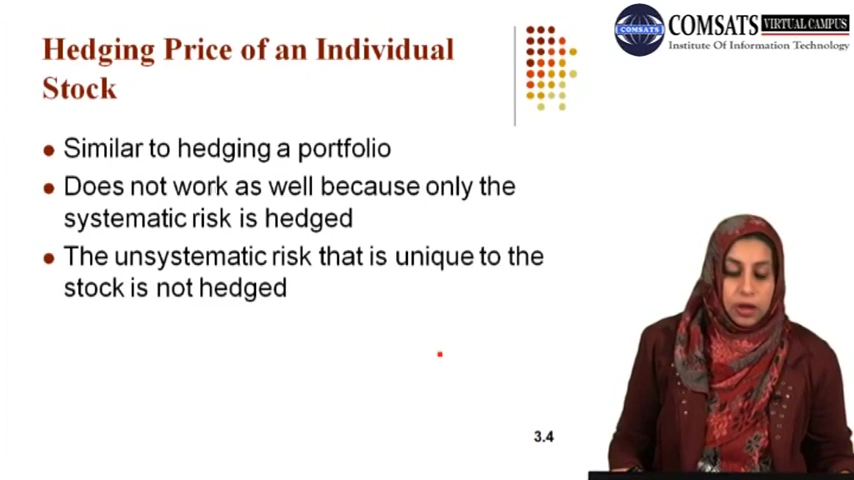 Hedging Price of an Individual
Stock
COMSATS
VIRTUAL CAMPUS
Institute Of Information Technology
COMSATS
Similar to hedging a portfolio
Does not work as well because only the
systematic risk is hedged
The unsystematic risk that is unique to the
stock is not hedged
3.4